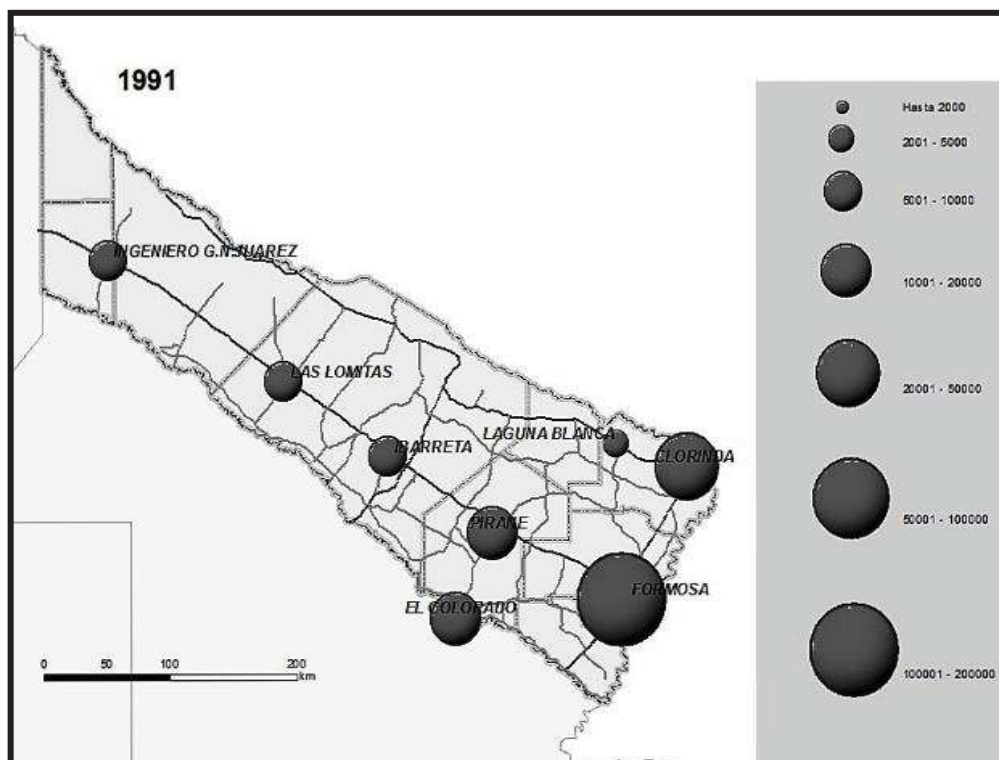 1991
INGENIERO G.N.JUAREZ
LAS LOMITAS
IBARRETA
LAGUNA BLANCA
CLORINDA
PIRANE
FORMOSA
EL COLORADO
0 50 100 200
km
Hasta 2000
2001 - 5000
5001 - 10000
10001 - 20000
20001 - 50000
50001 - 100000
100001 - 200000